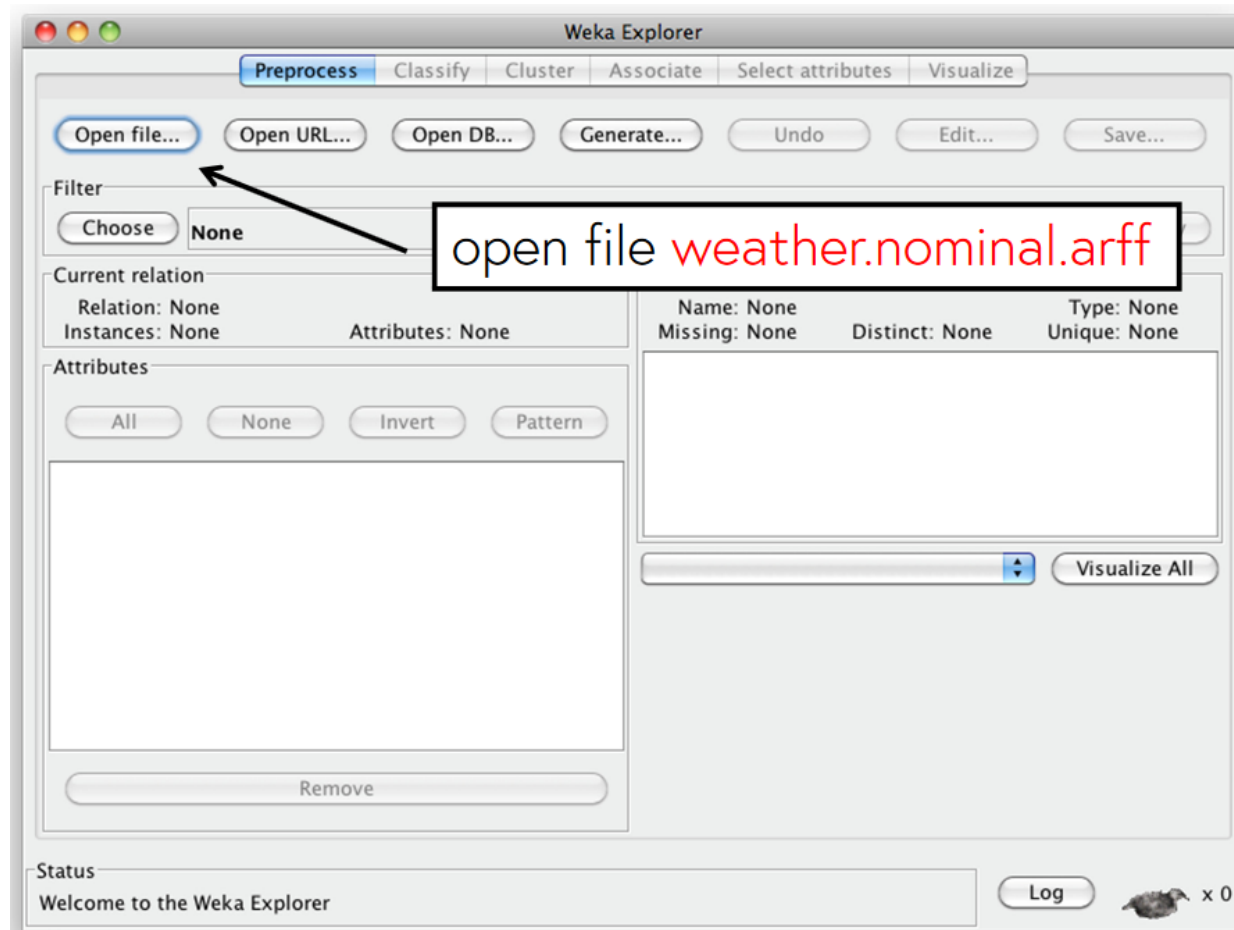 Weka Explorer
Preprocess Classify Cluster Associate Select attributes Visualize
Open file... Open URL... Open DB... Generate... Undo Edit... Save...
Filter
Choose None
open file weather.nominal.arff
Current relation
Relation: None
Instances: None Attributes: None
Name: None Type: None
Missing: None Distinct: None Unique: None
Attributes
All None Invert Pattern
Visualize All
Remove
Status
Welcome to the Weka Explorer
Log x 0